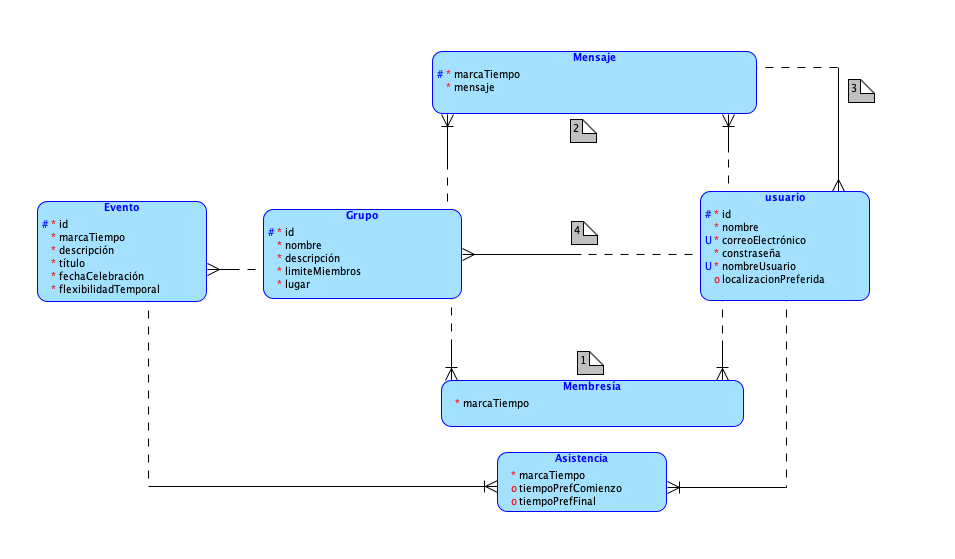 Mensaje
# * marcaTiempo
* mensaje
3
2
usuario
# * id
* nombre
U * correoElectrónico
* constraseña
U * nombreUsuario
o localizacionPreferida
Evento
# * id
* marcaTiempo
* descripción
* título
* fechaCelebración
* flexibilidadTemporal
Grupo
# * id
* nombre
* descripción
* limiteMiembros
* lugar
4
1
Membresía
* marcaTiempo
Asistencia
* marcaTiempo
o tiempoPrefComienzo
o tiempoPrefFinal